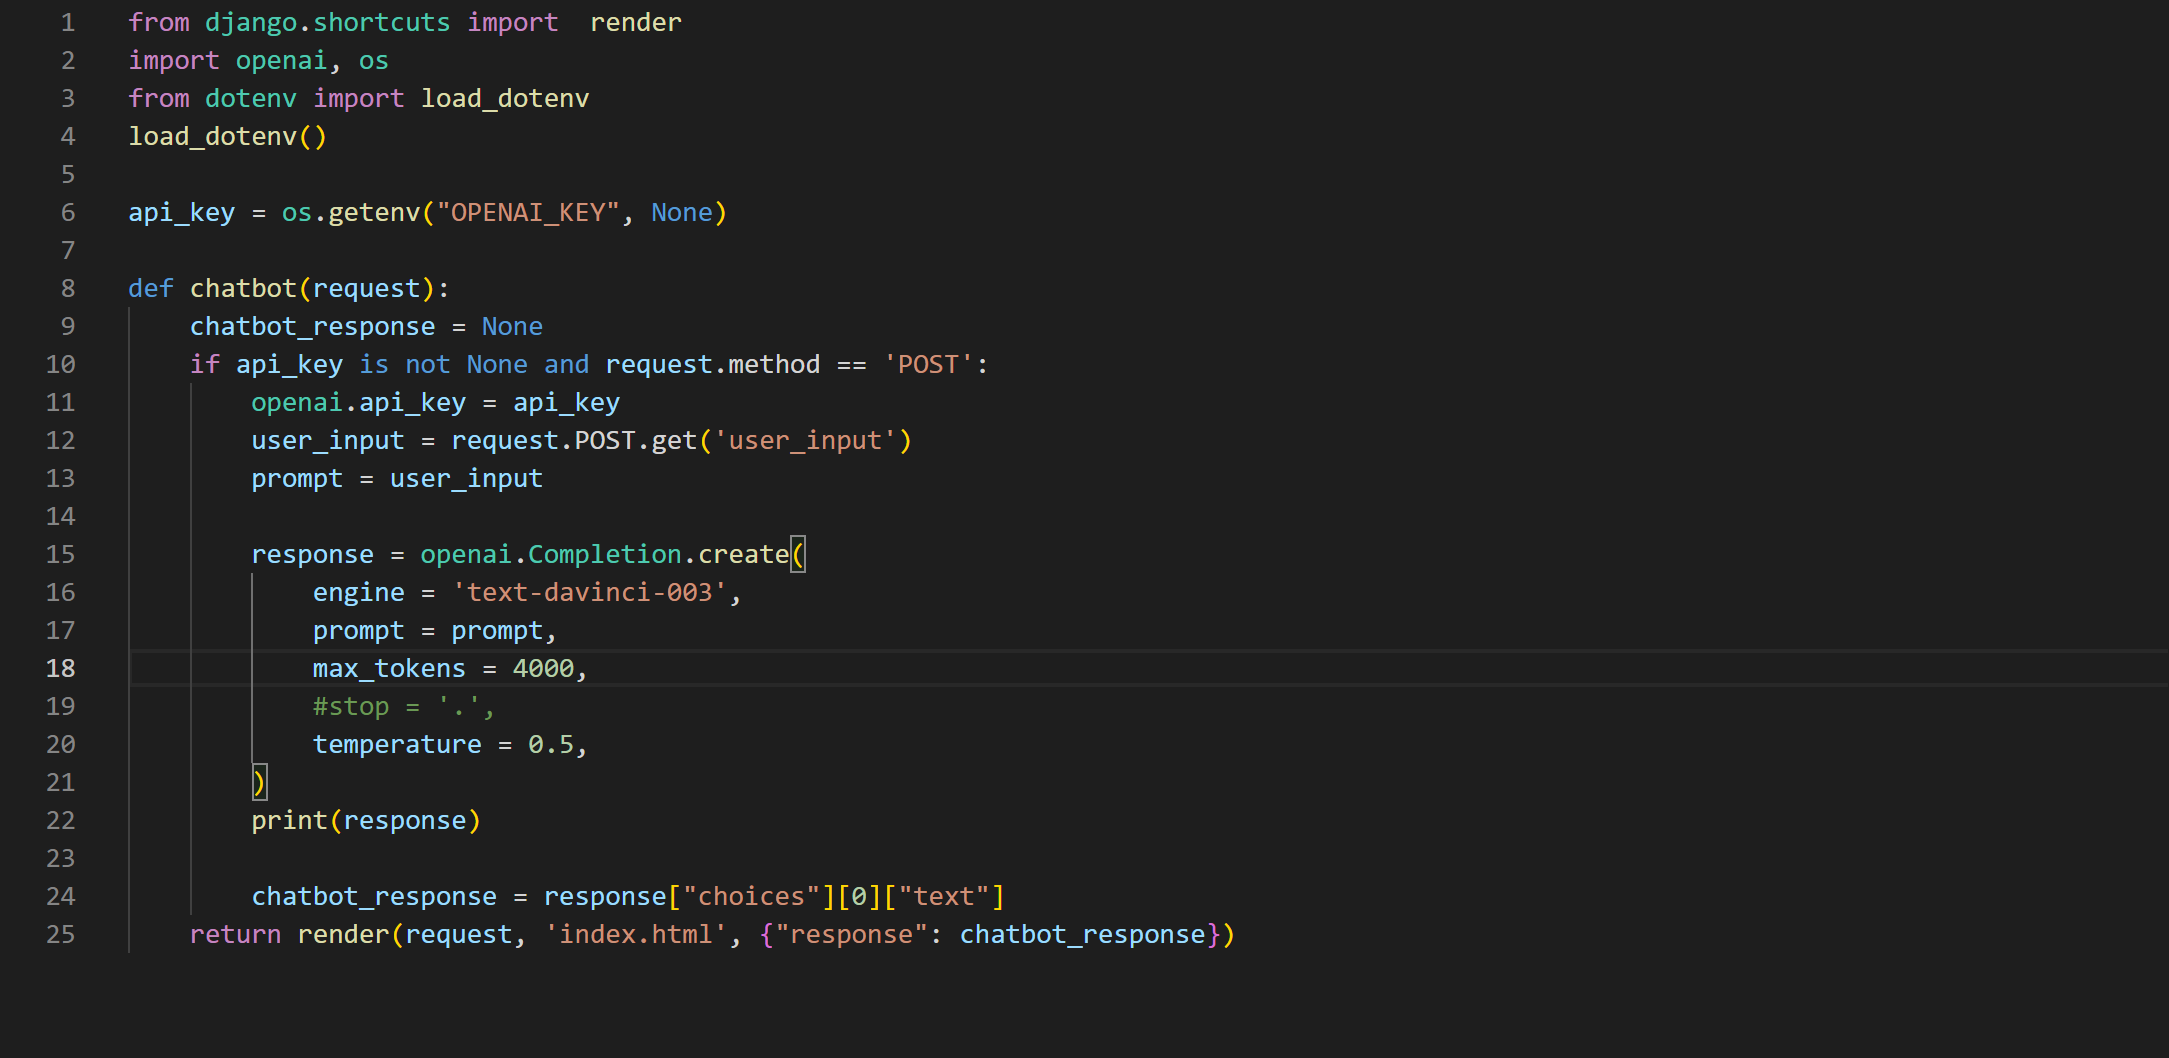 1 from django.shortcuts import  render
2 import openai, os
3 from dotenv import load_dotenv
4 load_dotenv()
5
6 api_key = os.getenv("OPENAI_KEY", None)
7
8 def chatbot(request):
9     chatbot_response = None
10     if api_key is not None and request.method == 'POST':
11         openai.api_key = api_key
12         user_input = request.POST.get('user_input')
13         prompt = user_input
14
15         response = openai.Completion.create(
16             engine = 'text-davinci-003',
17             prompt = prompt,
18             max_tokens = 4000,
19             #stop = '.',
20             temperature = 0.5,
21         )
22         print(response)
23
24         chatbot_response = response["choices"][0]["text"]
25     return render(request, 'index.html', {"response": chatbot_response})